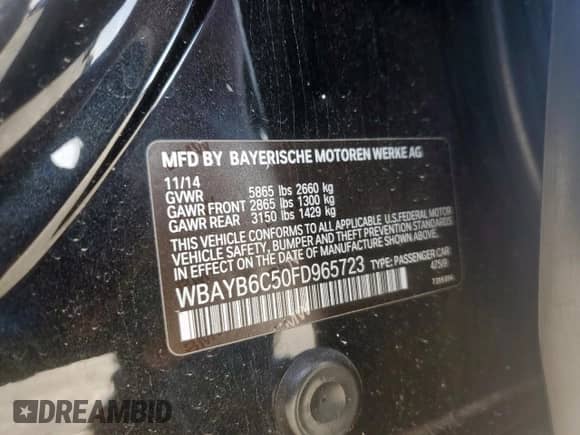 MFD BY BAYERISCHE MOTOREN WERKE AG
11/14
GVWR 5865 lbs 2660 kg
GAWR FRONT 2865 lbs 1300 kg
GAWR REAR 3150 lbs 1429 kg
THIS VEHICLE CONFORMS TO ALL APPLICABLE U.S.FEDERAL MOTOR
VEHICLE SAFETY, BUMPER AND THEFT PREVENTION STANDARDS
IN EFFECT ON THE DATE OF MANUFACTURE SHOWN ABOVE.
WBAYB6C50FD965723 TYPE: PASSENGER CAR
DREAMBID